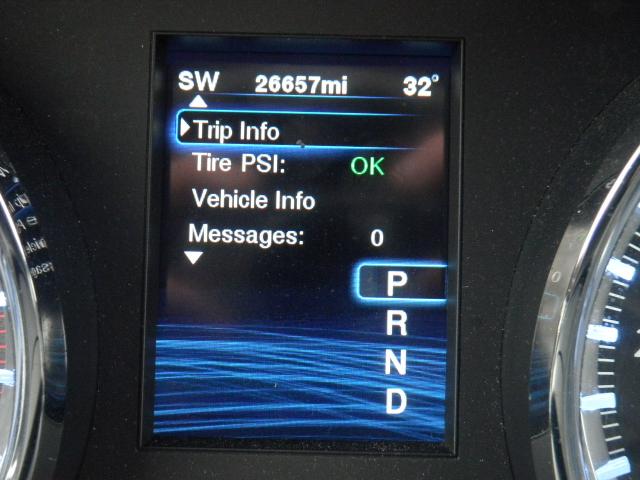 SW 26657mi 32°
Trip Info
Tire PSI: OK
Vehicle Info
Messages: 0
P
R
N
D